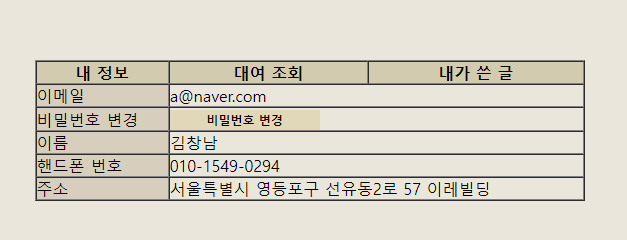 내 정보 대여 조회 내가 쓴 글
이메일 a@naver.com
비밀번호 변경 비밀번호 변경
이름 김창남
핸드폰 번호 010-1549-0294
주소 서울특별시 영등포구 선유동2로 57 이레빌딩